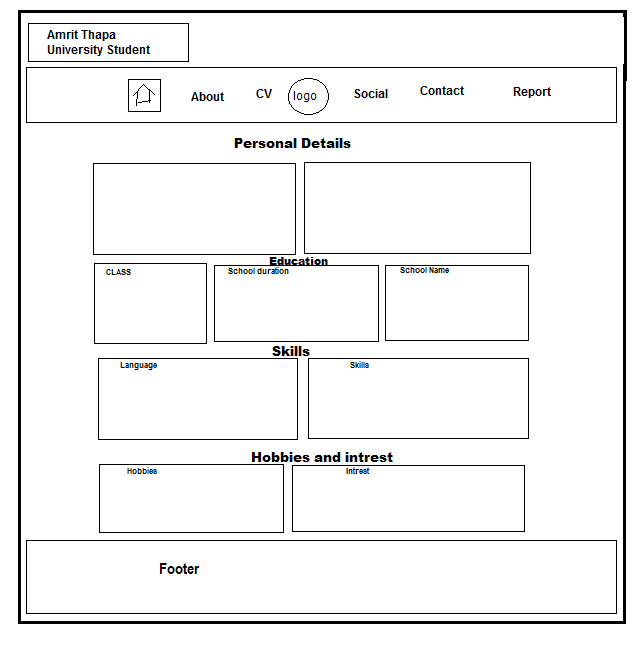 Amrit Thapa
University Student
About CV logo Social Contact Report
Personal Details
Education
CLASS School duration School Name
Skills
Language Skills
Hobbies and intrest
Hobbies Intrest
Footer